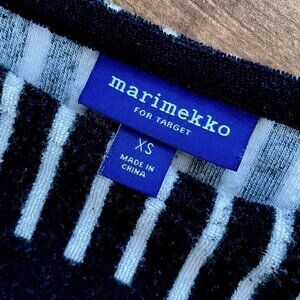 marimekko
FOR TARGET
XS
MADE IN
CHINA